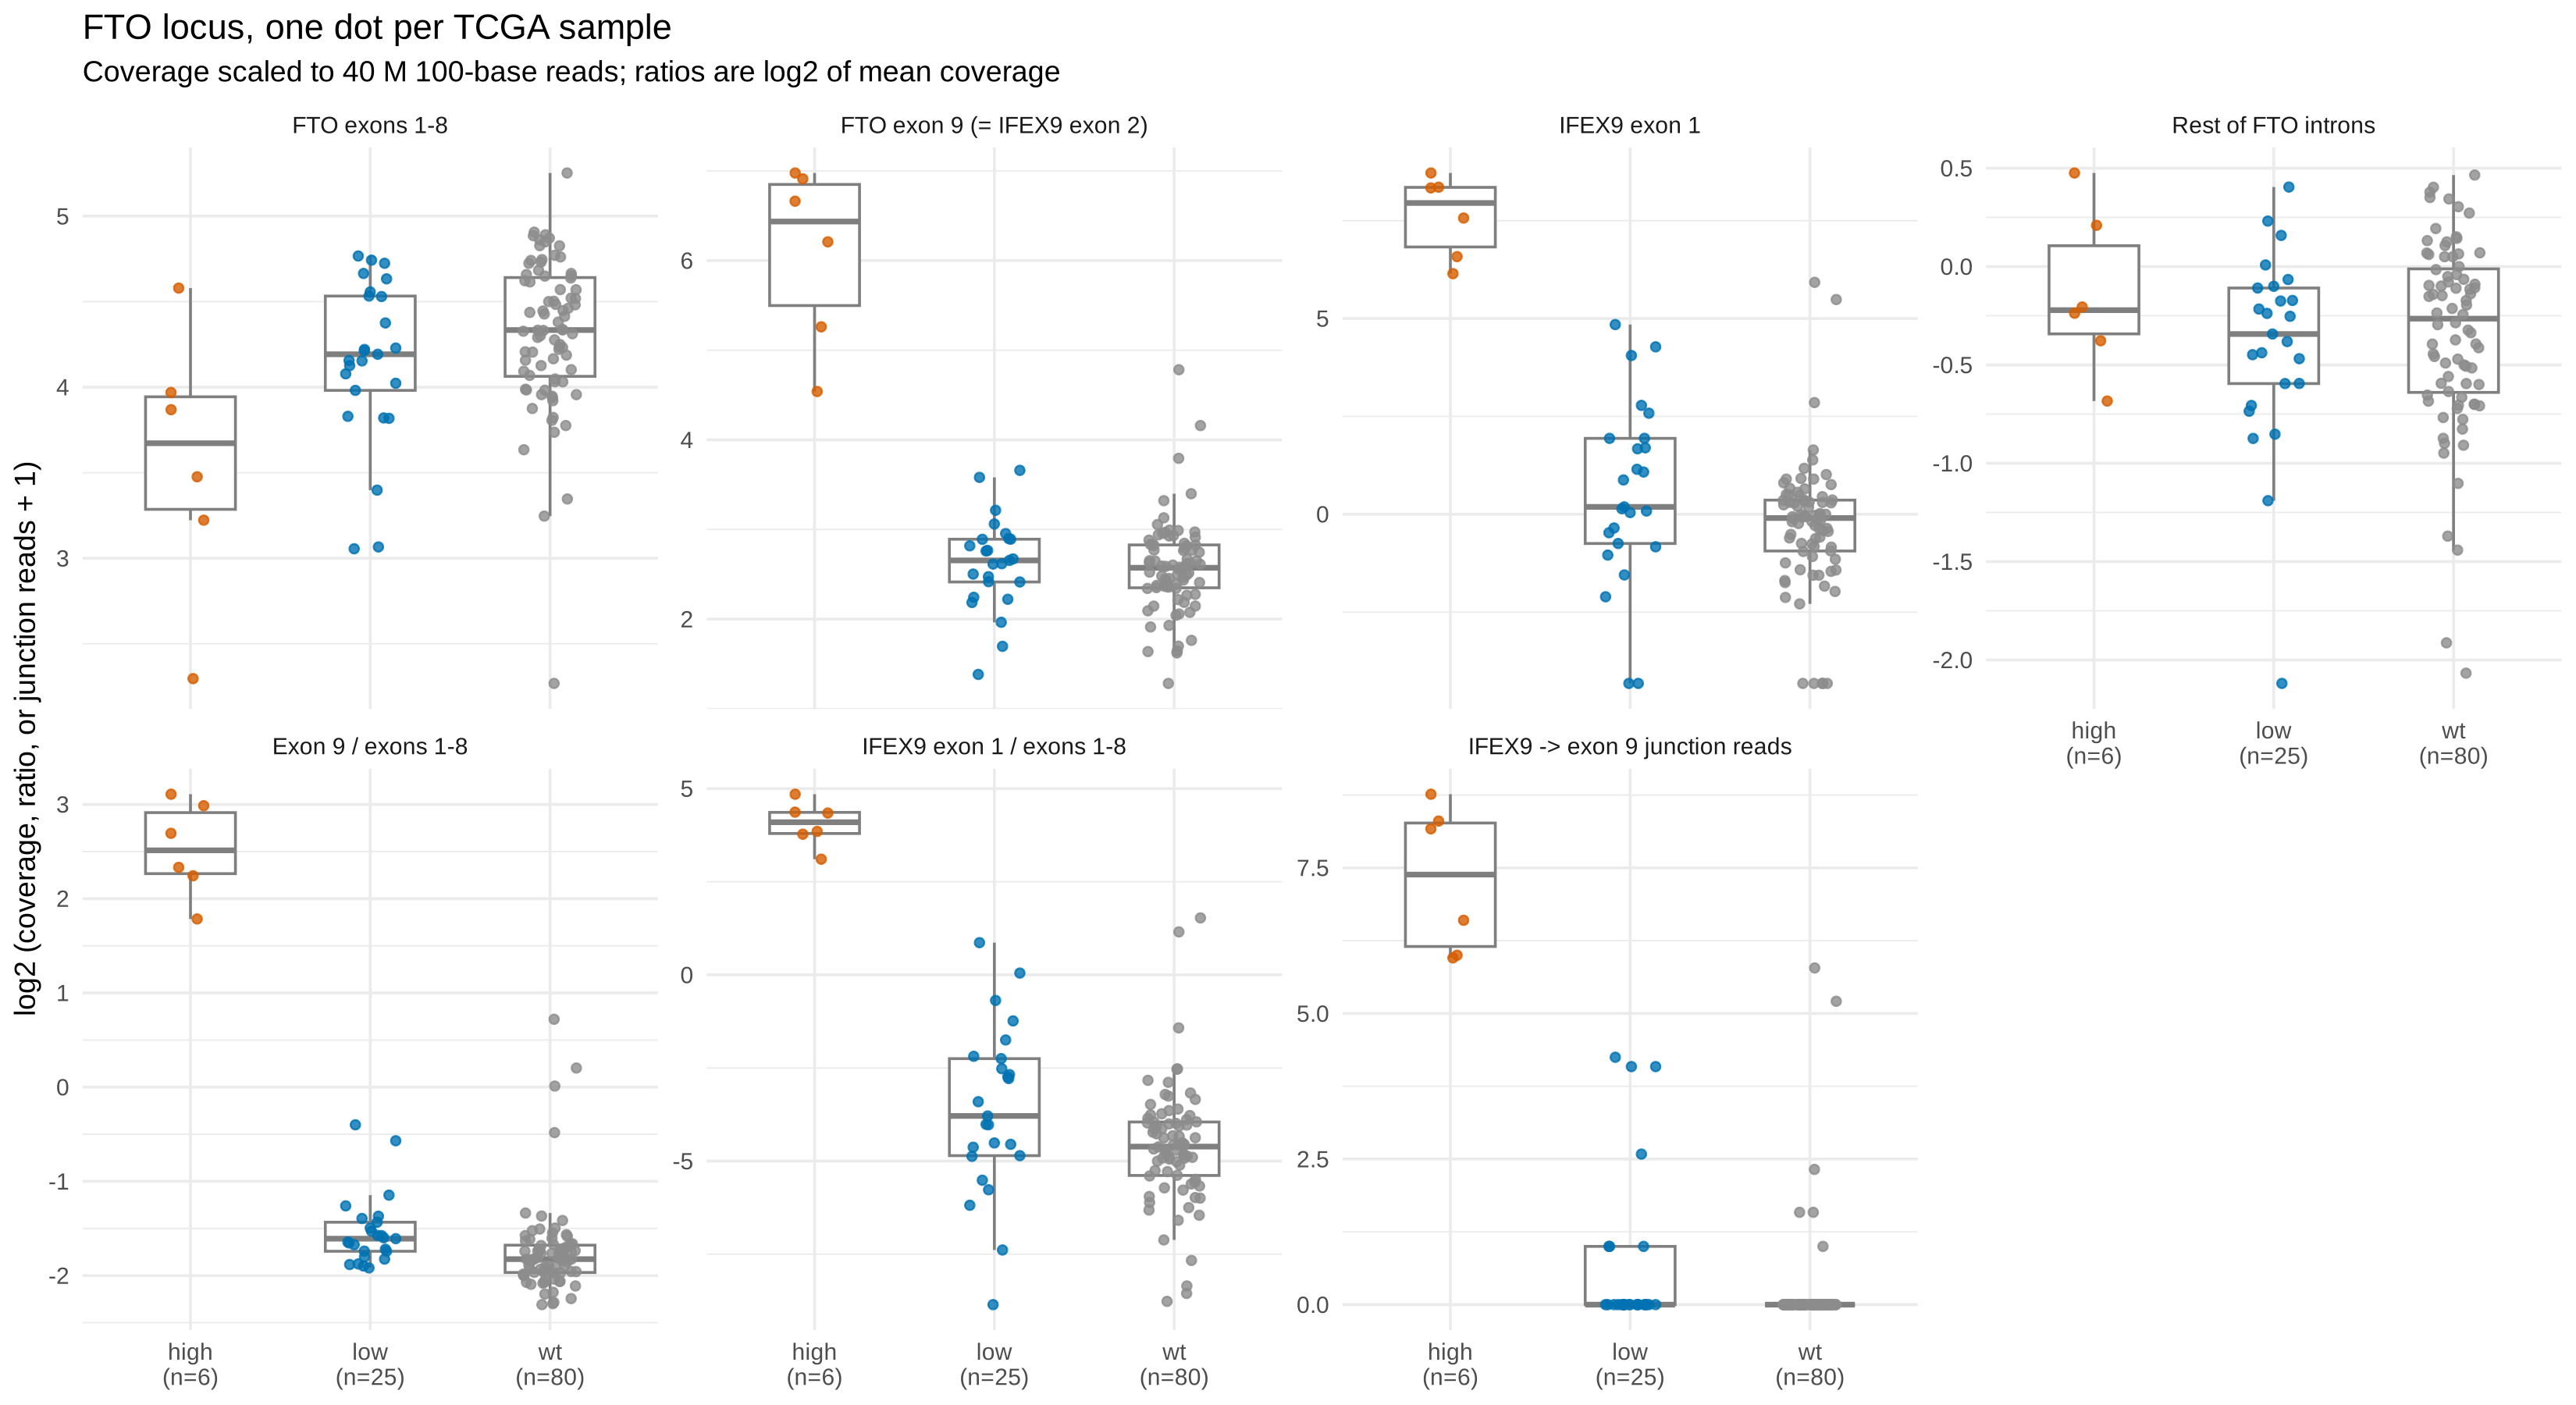 FTO locus, one dot per TCGA sample
Coverage scaled to 40 M 100-base reads; ratios are log2 of mean coverage
log2 (coverage, ratio, or junction reads + 1)
FTO exons 1-8
5
4
3
FTO exon 9 (= IFEX9 exon 2)
6
4
2
IFEX9 exon 1
5
0
Rest of FTO introns
0.5
0.0
-0.5
-1.0
-1.5
-2.0
high
(n=6)
low
(n=25)
wt
(n=80)
Exon 9 / exons 1-8
3
2
1
0
-1
-2
high
(n=6)
low
(n=25)
wt
(n=80)
IFEX9 exon 1 / exons 1-8
5
0
-5
high
(n=6)
low
(n=25)
wt
(n=80)
IFEX9 -> exon 9 junction reads
7.5
5.0
2.5
0.0
high
(n=6)
low
(n=25)
wt
(n=80)